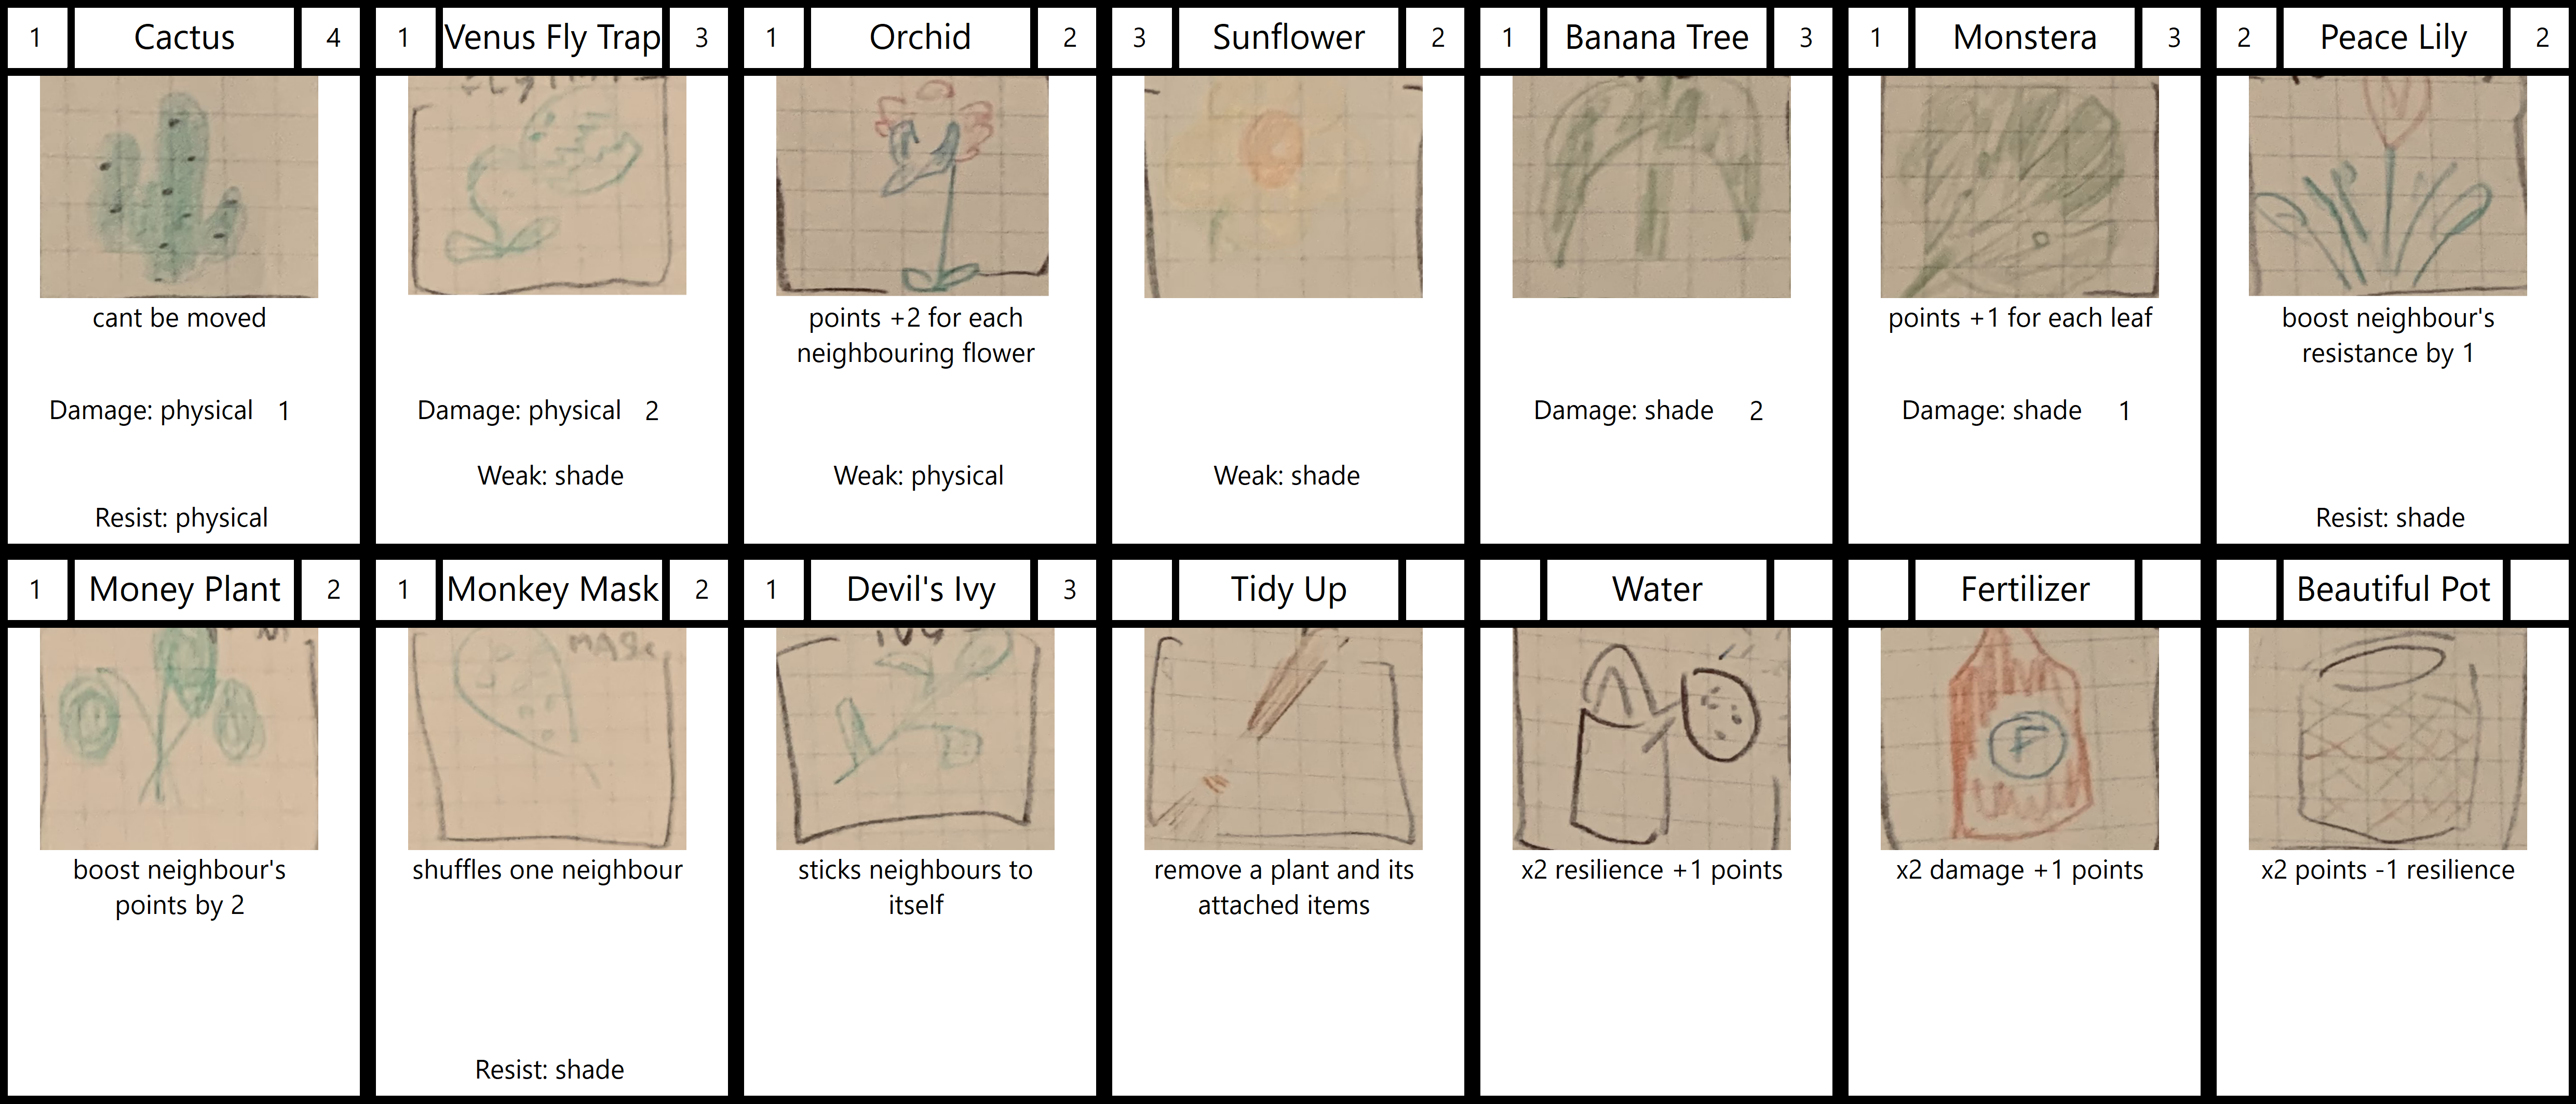 1 Cactus 4
cant be moved
Damage: physical 1
Resist: physical
1 Venus Fly Trap 3
Damage: physical 2
Weak: shade
1 Orchid 2
points +2 for each
neighbouring flower
Weak: physical
3 Sunflower 2
Weak: shade
1 Banana Tree 3
Damage: shade 2
1 Monstera 3
points +1 for each leaf
Damage: shade 1
2 Peace Lily 2
boost neighbour's
resistance by 1
Resist: shade
1 Money Plant 2
boost neighbour's
points by 2
1 Monkey Mask 2
MASK
shuffles one neighbour
Resist: shade
1 Devil's Ivy 3
IVY
sticks neighbours to
itself
Tidy Up
remove a plant and its
attached items
Water
x2 resilience +1 points
Fertilizer
F
x2 damage +1 points
Beautiful Pot
x2 points -1 resilience